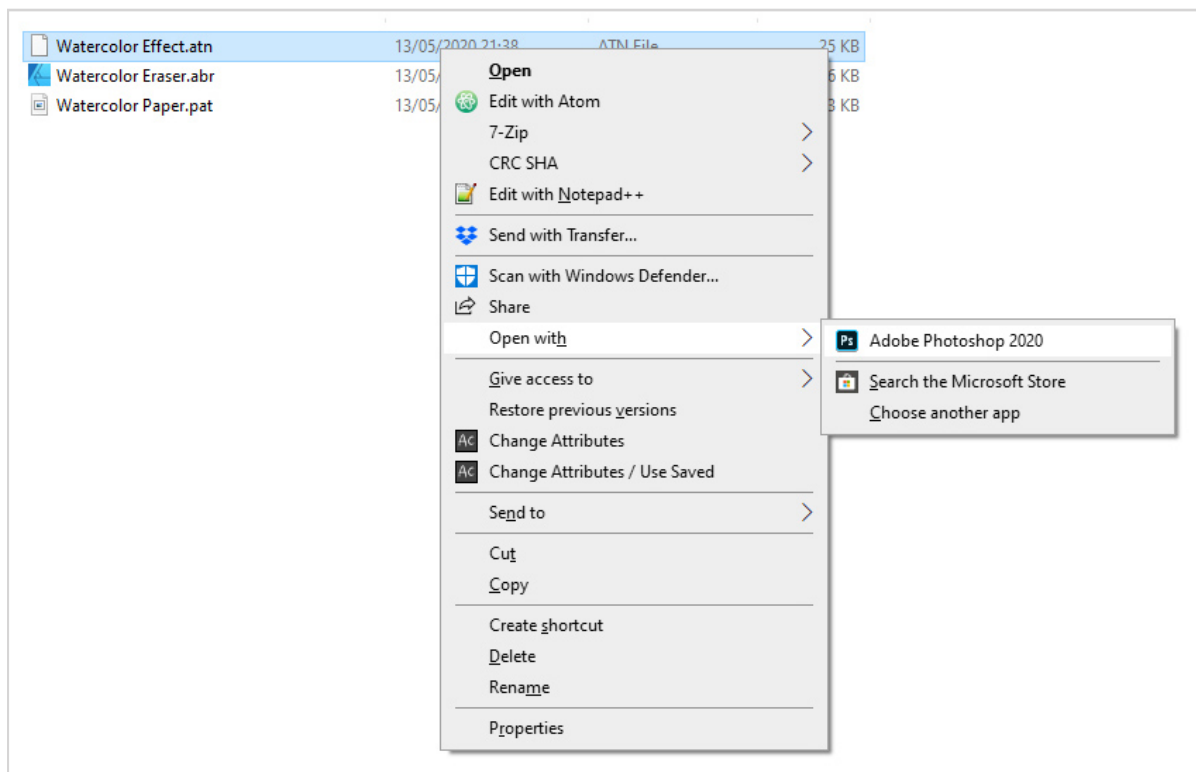 Watercolor Effect.atn 13/05/2020 21:38 ATN File 25 KB
Watercolor Eraser.abr 13/05/ 6 KB
Watercolor Paper.pat 13/05/ KB
Open
Edit with Atom
7-Zip
CRC SHA
Edit with Notepad++
Send with Transfer...
Scan with Windows Defender...
Share
Open with
Ps Adobe Photoshop 2020
Search the Microsoft Store
Choose another app
Give access to
Restore previous versions
Ac Change Attributes
Ac Change Attributes / Use Saved
Send to
Cut
Copy
Create shortcut
Delete
Rename
Properties